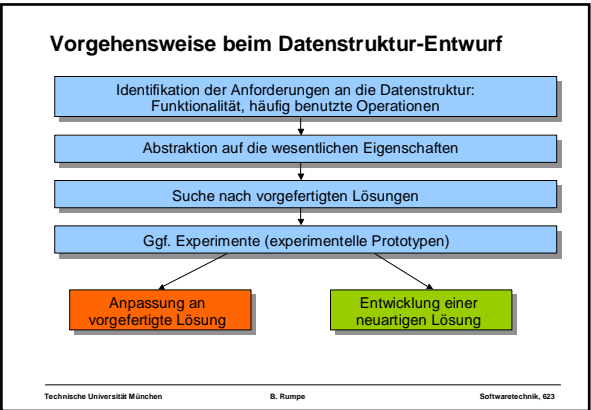 Vorgehensweise beim Datenstruktur-Entwurf
Identifikation der Anforderungen an die Datenstruktur:
Funktionalität, häufig benutzte Operationen
Abstraktion auf die wesentlichen Eigenschaften
Suche nach vorgefertigten Lösungen
Ggf. Experimente (experimentelle Prototypen)
Anpassung an
vorgefertigte Lösung
Entwicklung einer
neuartigen Lösung
Technische Universität München B. Rumpe Softwaretechnik, 623